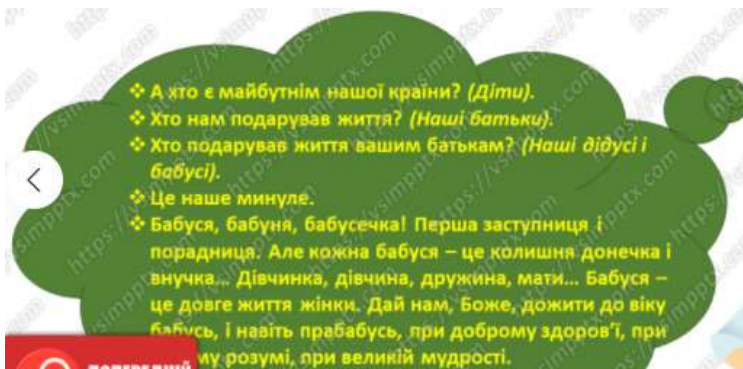 ❖ А хто є майбутнім нашої країни? (Діти).
❖ Хто нам подарував життя? (Наші батьки).
❖ Хто подарував життя вашим батькам? (Наші дідусі і
бабусі).
❖ Це наше минуле.
❖ Бабуся, бабуня, бабусечка! Перша заступниця і
порадниця. Але кожна бабуся – це колишня донечка і
внучка... Дівчинка, дівчина, дружина, мати... Бабуся –
це довге життя жінки. Дай нам, Боже, дожити до віку
бабусь, і навіть прабабусь, при доброму здоров'ї, при
розумі, при великій мудрості.